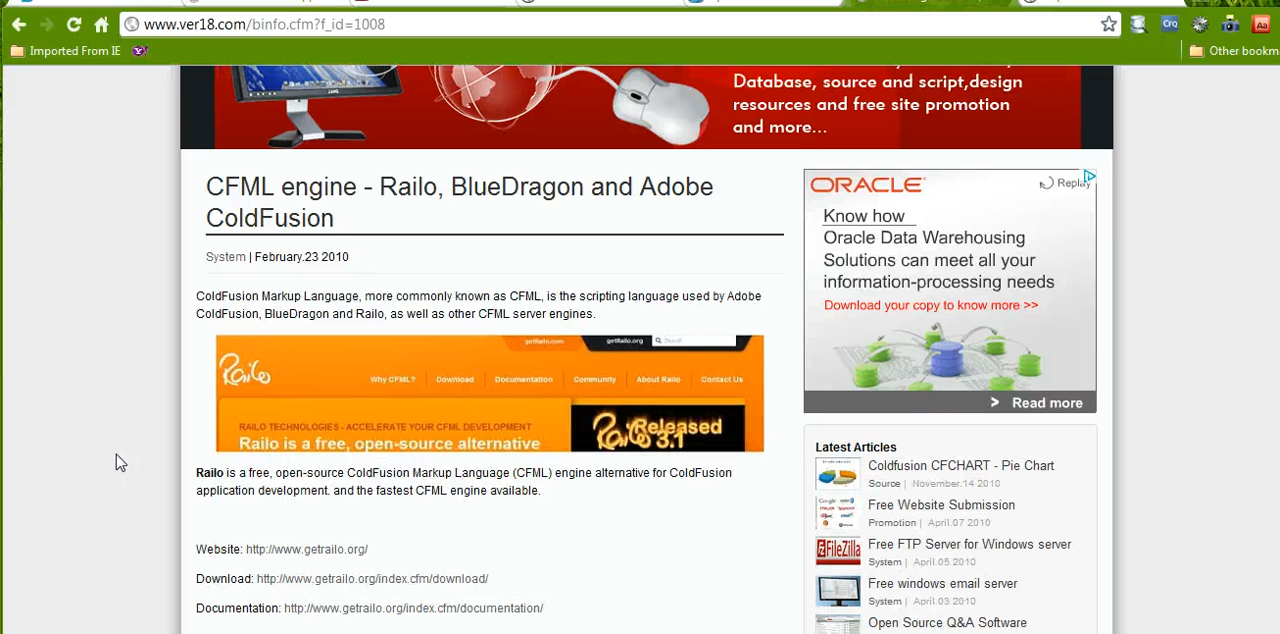 www.ver18.com/binfo.cfm?f_id=1008
Imported From IE
Other bookm
Database, source and script,design
resources and free site promotion
and more...
CFML engine - Railo, BlueDragon and Adobe
ColdFusion
System | February.23 2010
ColdFusion Markup Language, more commonly known as CFML, is the scripting language used by Adobe
ColdFusion, BlueDragon and Railo, as well as other CFML server engines.
getRailo.com
getRailo.org
Search
Railo
Why CFML?
Download
Documentation
Community
About Railo
Contact Us
RAILO TECHNOLOGIES - ACCELERATE YOUR CFML DEVELOPMENT
Railo is a free, open-source alternative
Released
3.1
Railo is a free, open-source ColdFusion Markup Language (CFML) engine alternative for ColdFusion
application development. and the fastest CFML engine available.
Website: http://www.getrailo.org/
Download: http://www.getrailo.org/index.cfm/download/
Documentation: http://www.getrailo.org/index.cfm/documentation/
ORACLE
Replay
Know how
Oracle Data Warehousing
Solutions can meet all your
information-processing needs
Download your copy to know more >>
> Read more
Latest Articles
Coldfusion CFCHART - Pie Chart
Source | November.14 2010
Free Website Submission
Promotion | April.07 2010
FileZilla
Free FTP Server for Windows server
System | April.05 2010
Free windows email server
System | April.03 2010
Open Source Q&A Software